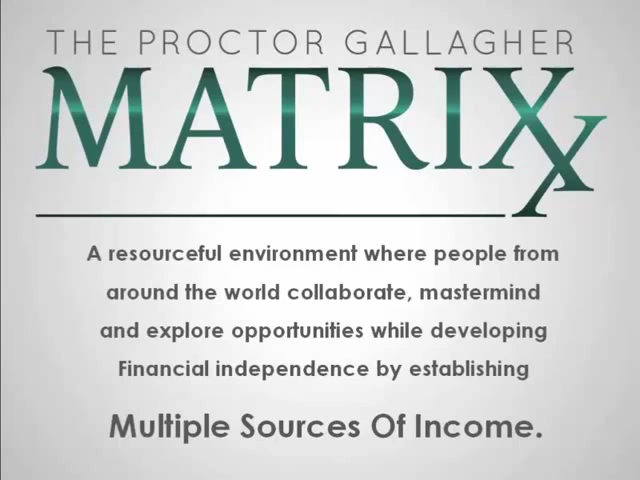 THE PROCTOR GALLAGHER
MATRIXX
A resourceful environment where people from
around the world collaborate, mastermind
and explore opportunities while developing
Financial independence by establishing
Multiple Sources Of Income.